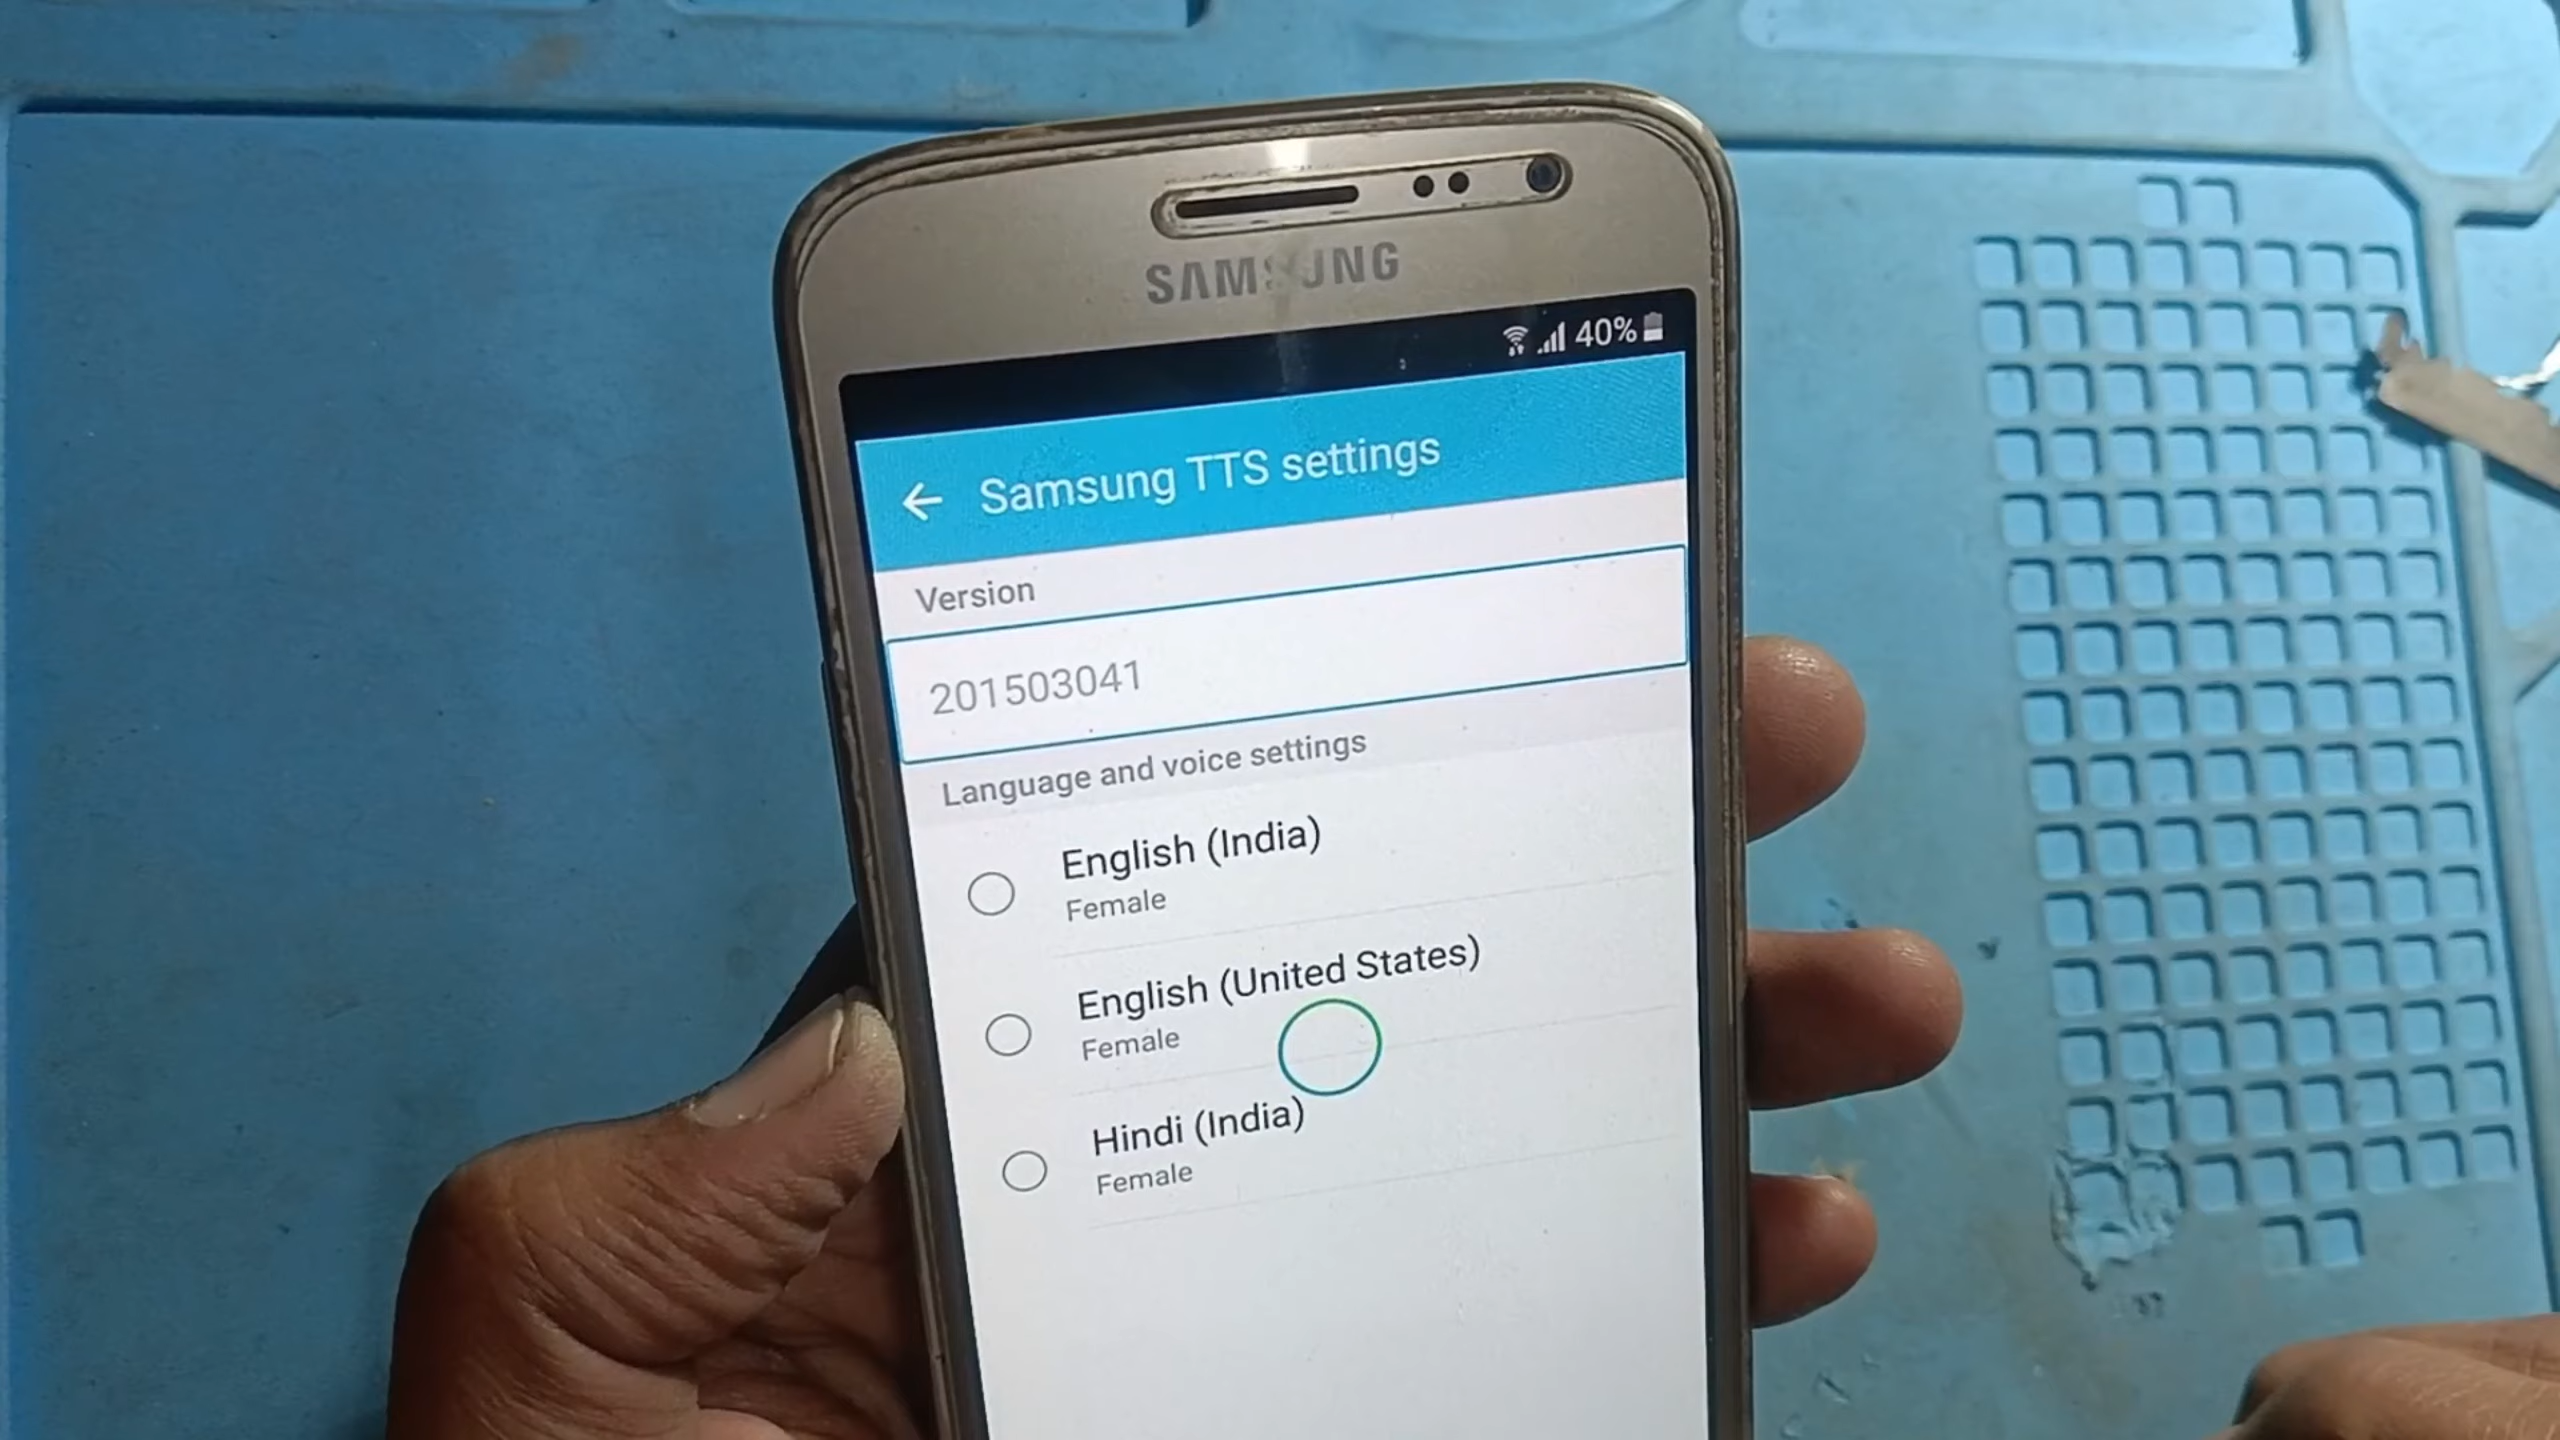 SAMSUNG
40%
Samsung TTS settings
Version
201503041
Language and voice settings
English (India)
Female
English (United States)
Female
Hindi (India)
Female